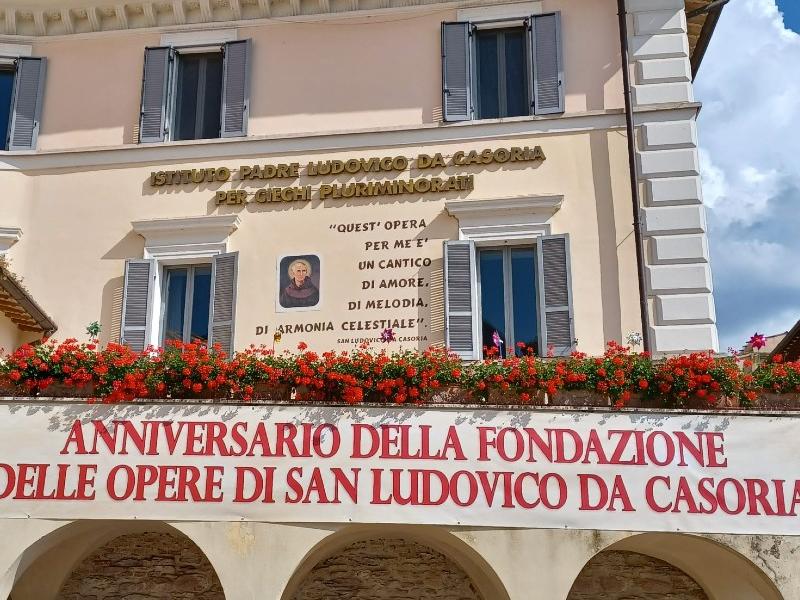 ISTITUTO PADRE LUDOVICO DA CASORIA
PER CIECHI PLURIMINORATI
"QUEST' OPERA
PER ME E'
UN CANTICO
DI AMORE,
DI MELODIA,
DI ARMONIA CELESTIALE".
SAN LUDOVICO DA CASORIA
ANNIVERSARIO DELLA FONDAZIONE
DELLE OPERE DI SAN LUDOVICO DA CASORIA